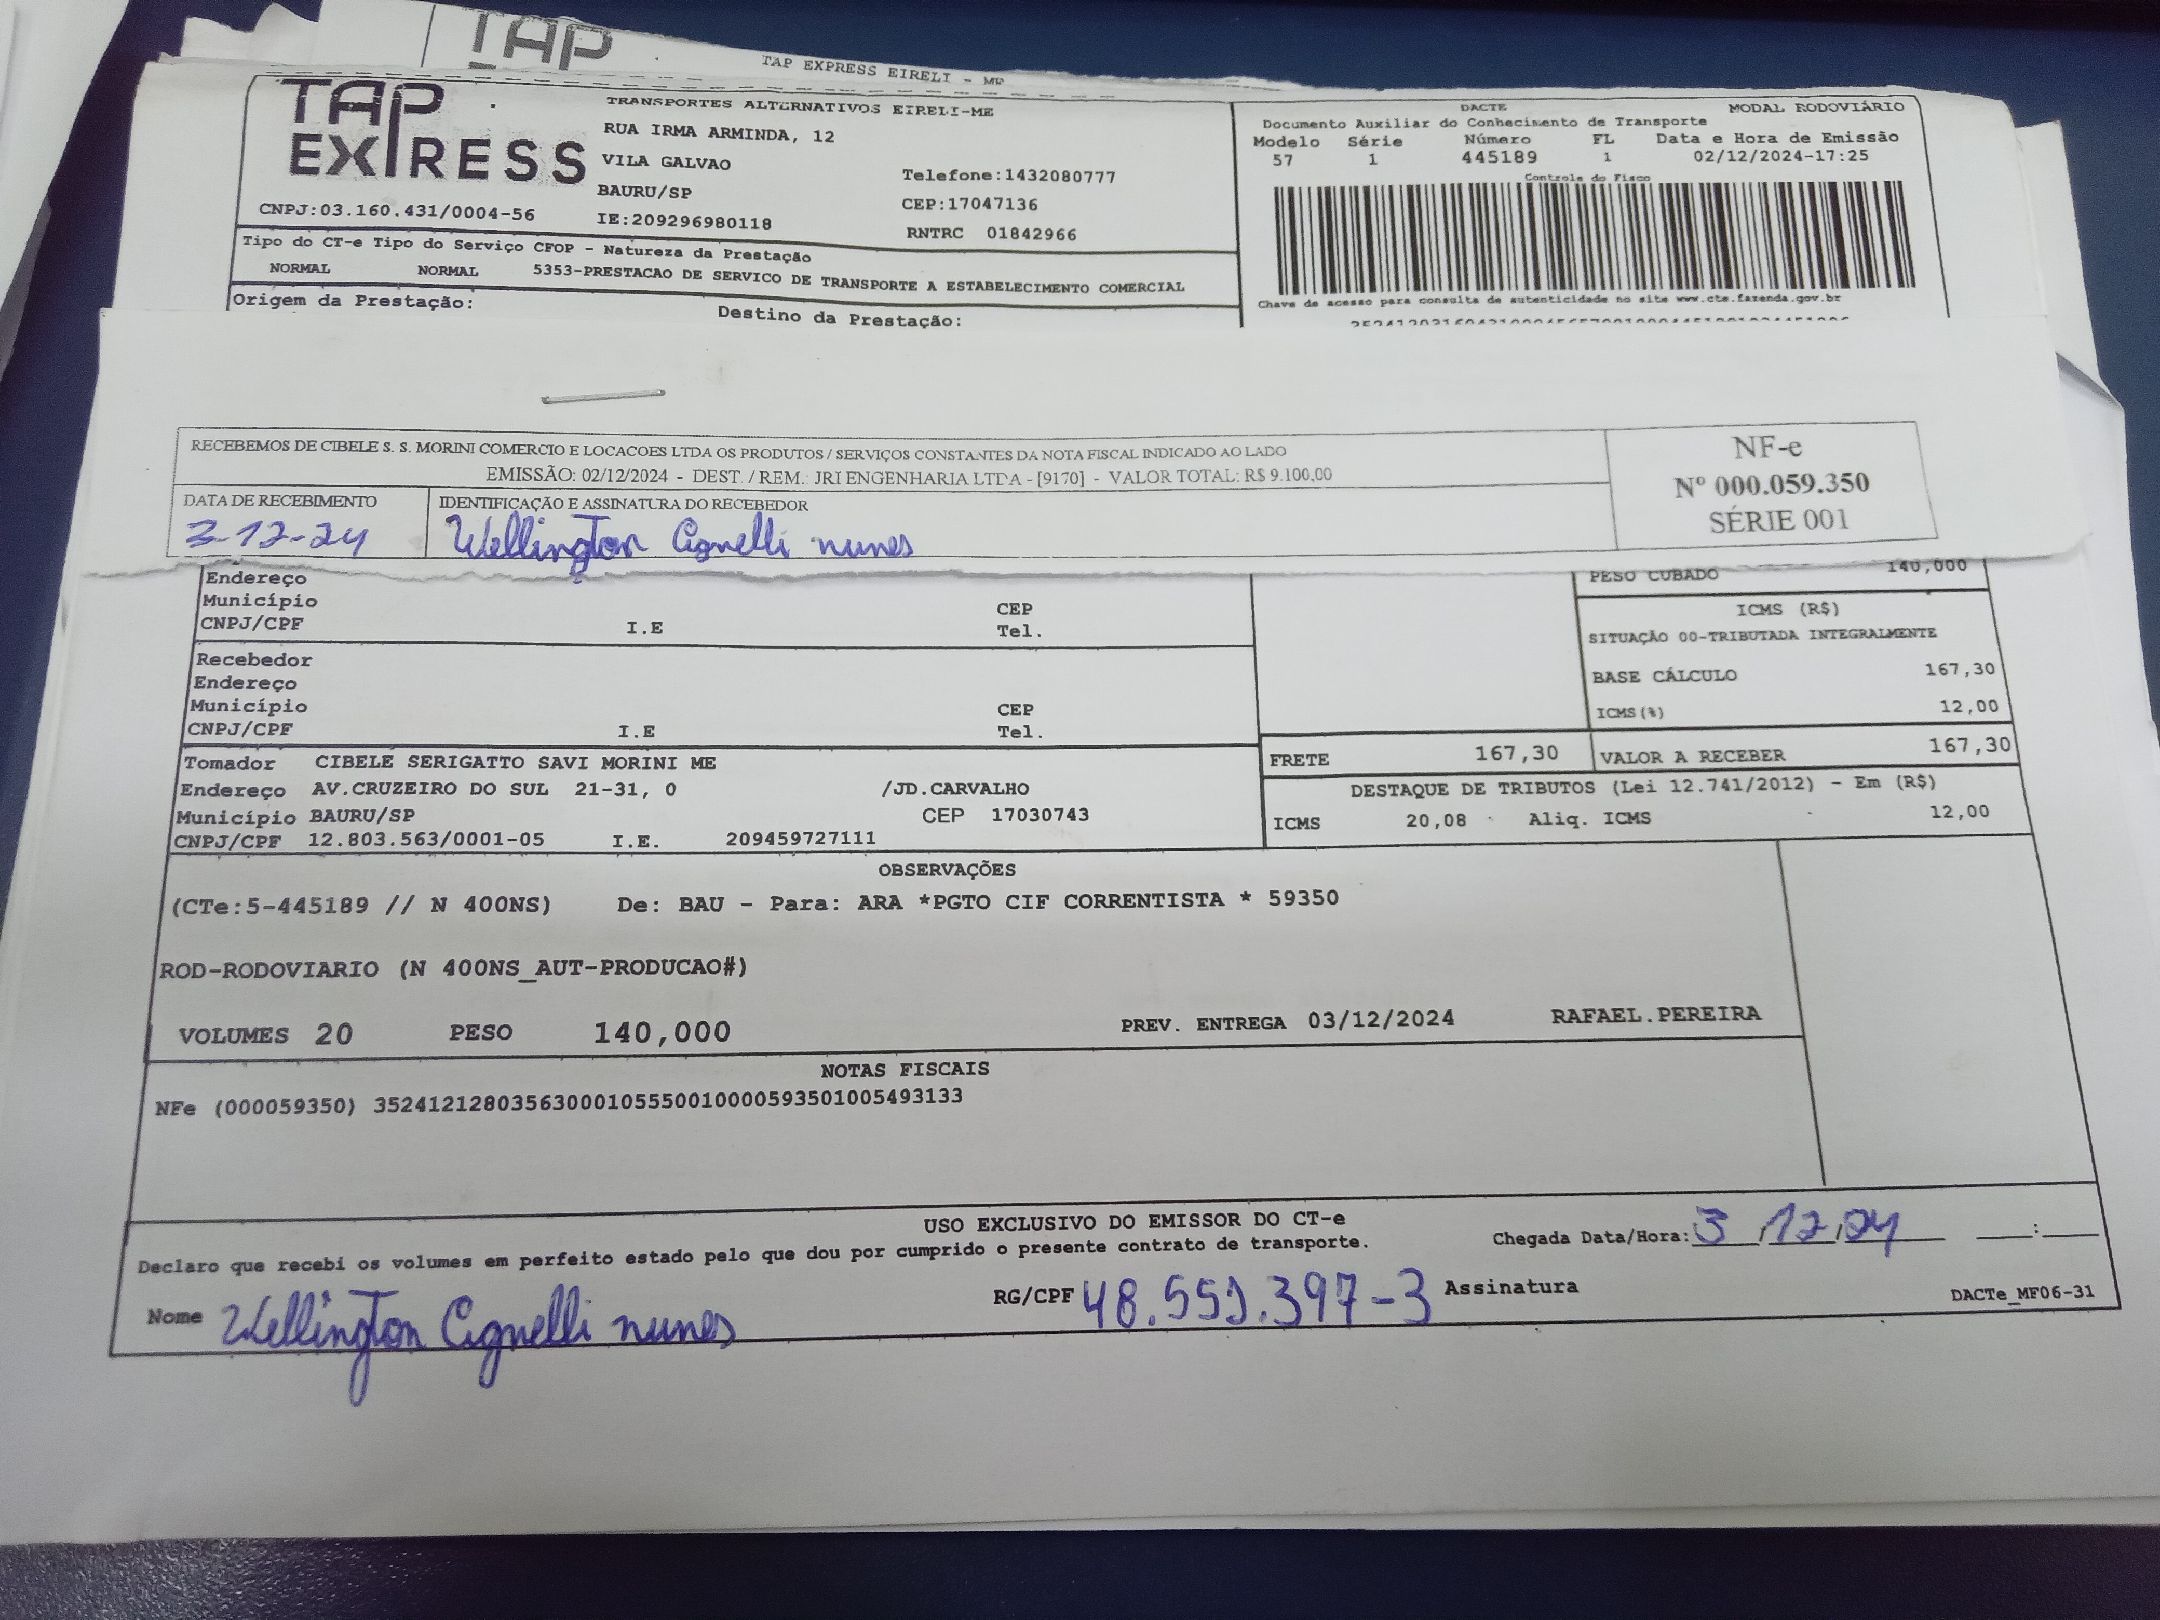 TAP
TAP EXPRESS EIRELI - ME
TAP EXPRESS
TRANSPORTES ALTERNATIVOS EIRELI-ME
RUA IRMA ARMINDA, 12
VILA GALVAO
Telefone:1432080777
BAURU/SP
CEP:17047136
CNPJ:03.160.431/0004-56
IE:209296980118
RNTRC 01842966
DACTE
MODAL RODOVIÁRIO
Documento Auxiliar do Conhecimento de Transporte
Modelo Série Número FL Data e Hora de Emissão
57 1 445189 1 02/12/2024-17:25
Controle do Fisco
Chave de acesso para consulta de autenticidade no site www.cte.fazenda.gov.br
Tipo do CT-e Tipo do Serviço CFOP - Natureza da Prestação
NORMAL NORMAL 5353-PRESTACAO DE SERVICO DE TRANSPORTE A ESTABELECIMENTO COMERCIAL
Origem da Prestação: Destino da Prestação:
RECEBEMOS DE CIBELE S. S. MORINI COMERCIO E LOCACOES LTDA OS PRODUTOS / SERVIÇOS CONSTANTES DA NOTA FISCAL INDICADO AO LADO
EMISSÃO: 02/12/2024 - DEST. / REM.: JRI ENGENHARIA LTDA - [9170] - VALOR TOTAL: R$ 9.100,00
NF-e
Nº 000.059.350
SÉRIE 001
DATA DE RECEBIMENTO IDENTIFICAÇÃO E ASSINATURA DO RECEBEDOR
3-12-24 Wellington Cignelli nunes
Endereço
Município CEP
CNPJ/CPF I.E Tel.
Recebedor
Endereço
Município CEP
CNPJ/CPF I.E Tel.
PESO CUBADO 140,000
ICMS (R$)
SITUAÇÃO 00-TRIBUTADA INTEGRALMENTE
BASE CÁLCULO 167,30
ICMS(%) 12,00
FRETE 167,30 VALOR A RECEBER 167,30
Tomador CIBELE SERIGATTO SAVI MORINI ME
Endereço AV.CRUZEIRO DO SUL 21-31, 0 /JD.CARVALHO
Município BAURU/SP CEP 17030743
CNPJ/CPF 12.803.563/0001-05 I.E. 209459727111
DESTAQUE DE TRIBUTOS (Lei 12.741/2012) - Em (R$)
ICMS 20,08 Aliq. ICMS 12,00
OBSERVAÇÕES
(CTe:5-445189 // N 400NS) De: BAU - Para: ARA *PGTO CIF CORRENTISTA * 59350
ROD-RODOVIARIO (N 400NS_AUT-PRODUCAO#)
VOLUMES 20 PESO 140,000 PREV. ENTREGA 03/12/2024 RAFAEL.PEREIRA
NOTAS FISCAIS
NFe (000059350) 35241212803563000105550010000593501005493133
USO EXCLUSIVO DO EMISSOR DO CT-e
Declaro que recebi os volumes em perfeito estado pelo que dou por cumprido o presente contrato de transporte.
Chegada Data/Hora: 3 /12/24 ____:____
Nome Wellington Cignelli nunes RG/CPF 48.559.397-3 Assinatura
DACTe_MF06-31